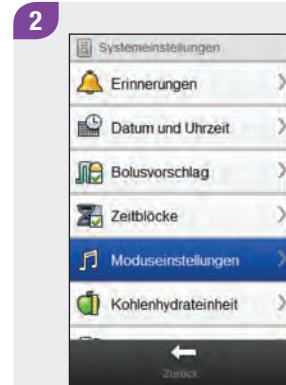 2
Systemeinstellungen
Erinnerungen
Datum und Uhrzeit
Bolusvorschlag
Zeitblöcke
Moduseinstellungen
Kohlenhydrateinheit
Zurück